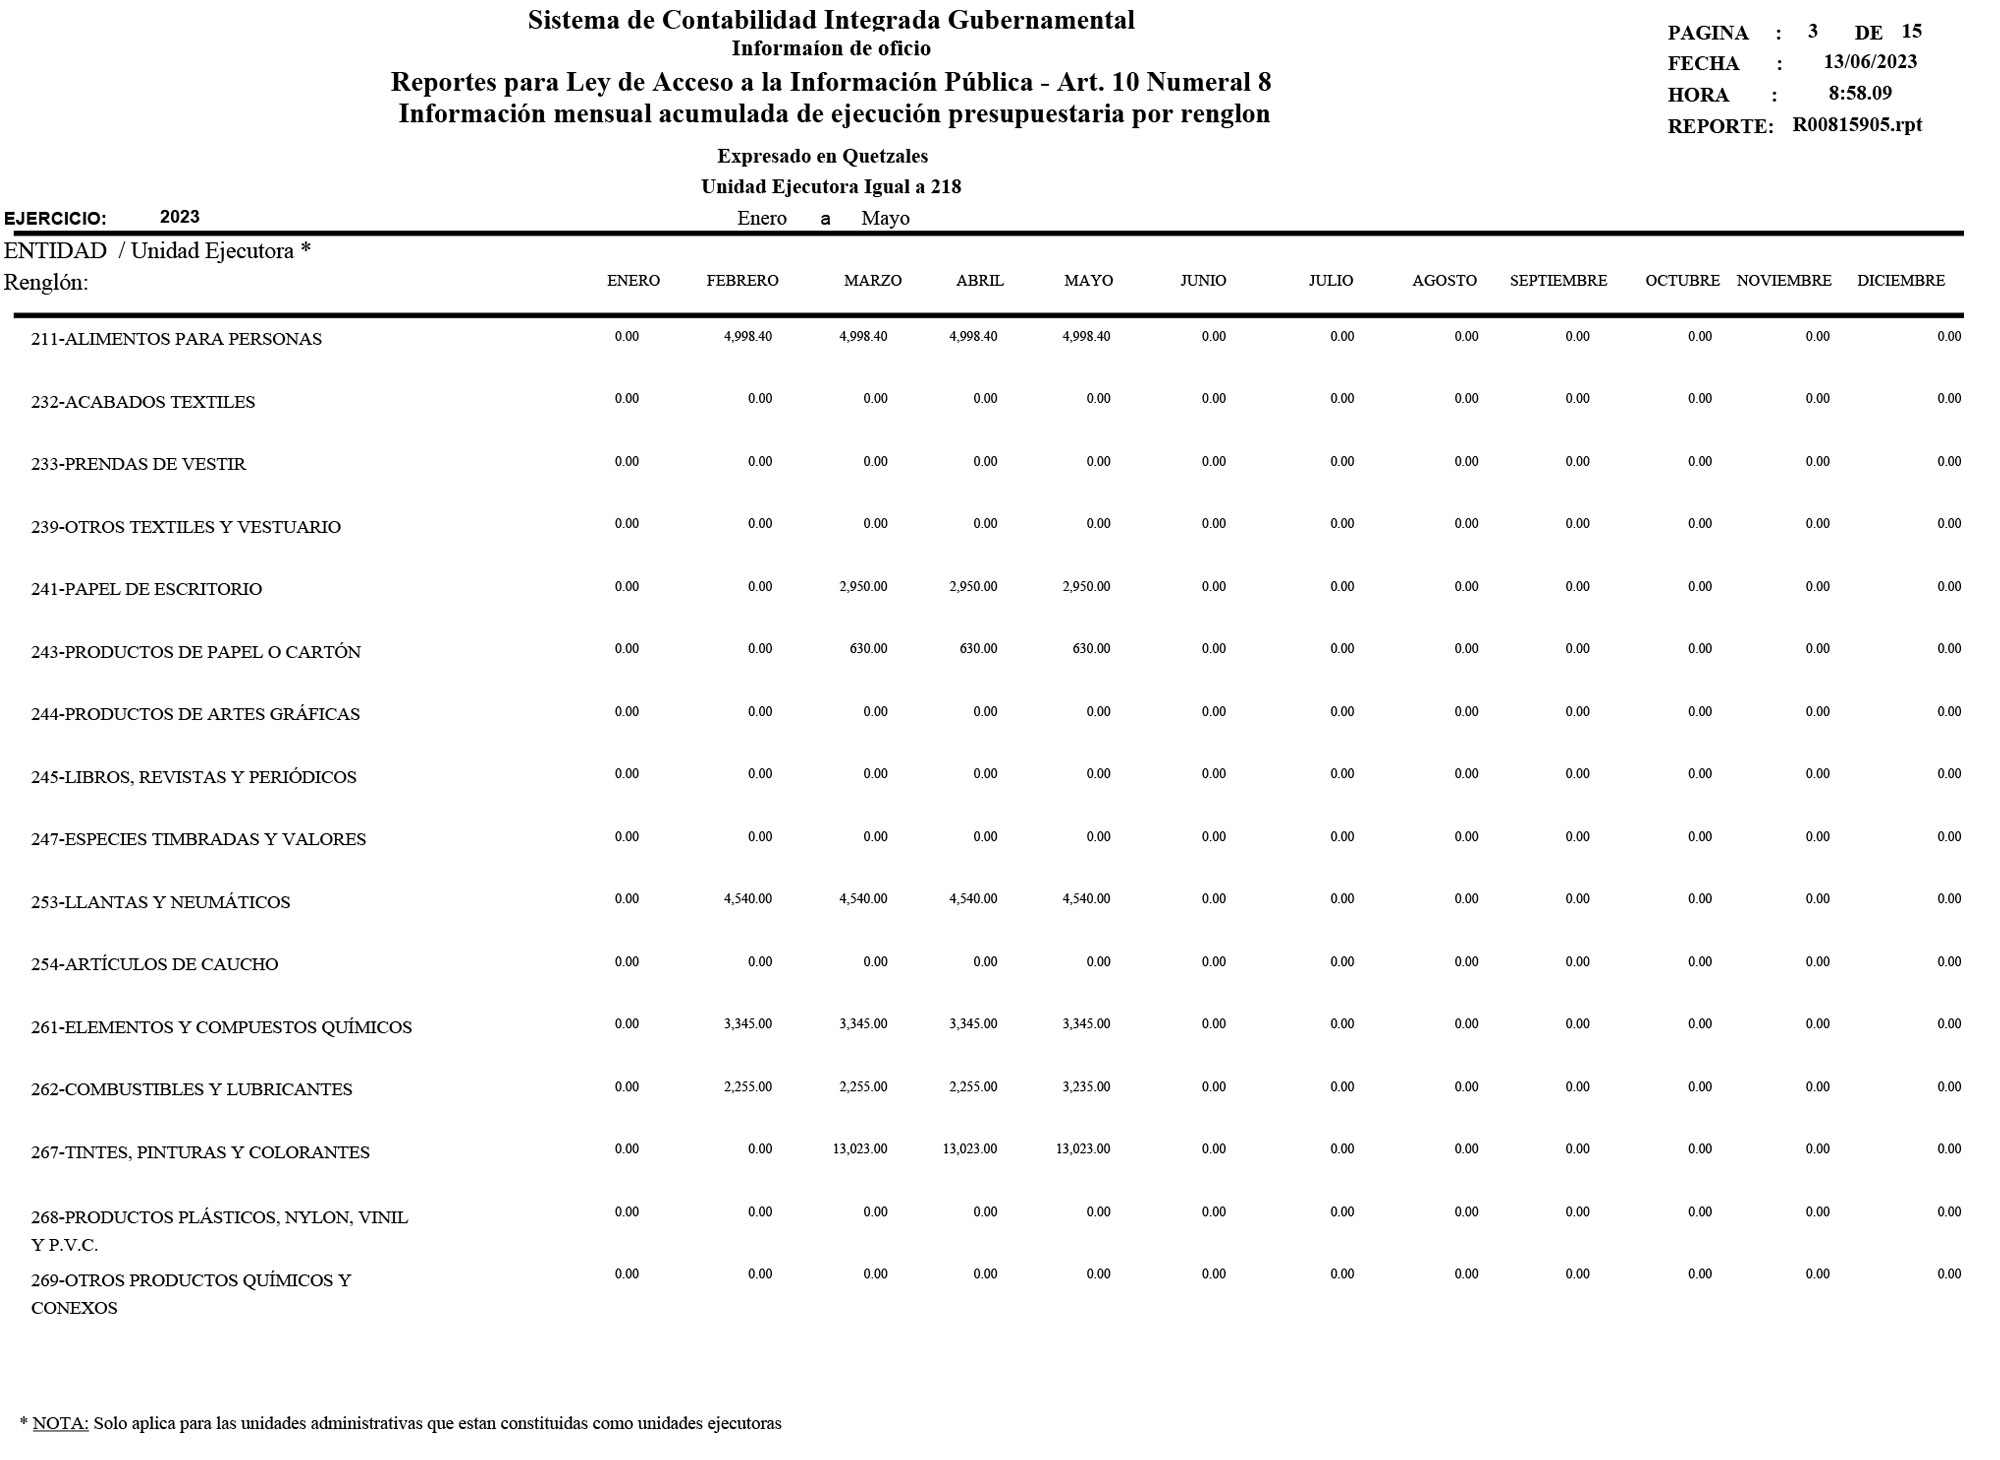 Sistema de Contabilidad Integrada Gubernamental
Informaíon de oficio
Reportes para Ley de Acceso a la Información Pública - Art. 10 Numeral 8
Información mensual acumulada de ejecución presupuestaria por renglon
Expresado en Quetzales
Unidad Ejecutora Igual a 218
PAGINA : 3 DE 15
FECHA : 13/06/2023
HORA : 8:58.09
REPORTE: R00815905.rpt
EJERCICIO: 2023 Enero a Mayo
ENTIDAD / Unidad Ejecutora *
Renglón: ENERO FEBRERO MARZO ABRIL MAYO JUNIO JULIO AGOSTO SEPTIEMBRE OCTUBRE NOVIEMBRE DICIEMBRE
211-ALIMENTOS PARA PERSONAS 0.00 4,998.40 4,998.40 4,998.40 4,998.40 0.00 0.00 0.00 0.00 0.00 0.00 0.00
232-ACABADOS TEXTILES 0.00 0.00 0.00 0.00 0.00 0.00 0.00 0.00 0.00 0.00 0.00 0.00
233-PRENDAS DE VESTIR 0.00 0.00 0.00 0.00 0.00 0.00 0.00 0.00 0.00 0.00 0.00 0.00
239-OTROS TEXTILES Y VESTUARIO 0.00 0.00 0.00 0.00 0.00 0.00 0.00 0.00 0.00 0.00 0.00 0.00
241-PAPEL DE ESCRITORIO 0.00 0.00 2,950.00 2,950.00 2,950.00 0.00 0.00 0.00 0.00 0.00 0.00 0.00
243-PRODUCTOS DE PAPEL O CARTÓN 0.00 0.00 630.00 630.00 630.00 0.00 0.00 0.00 0.00 0.00 0.00 0.00
244-PRODUCTOS DE ARTES GRÁFICAS 0.00 0.00 0.00 0.00 0.00 0.00 0.00 0.00 0.00 0.00 0.00 0.00
245-LIBROS, REVISTAS Y PERIÓDICOS 0.00 0.00 0.00 0.00 0.00 0.00 0.00 0.00 0.00 0.00 0.00 0.00
247-ESPECIES TIMBRADAS Y VALORES 0.00 0.00 0.00 0.00 0.00 0.00 0.00 0.00 0.00 0.00 0.00 0.00
253-LLANTAS Y NEUMÁTICOS 0.00 4,540.00 4,540.00 4,540.00 4,540.00 0.00 0.00 0.00 0.00 0.00 0.00 0.00
254-ARTÍCULOS DE CAUCHO 0.00 0.00 0.00 0.00 0.00 0.00 0.00 0.00 0.00 0.00 0.00 0.00
261-ELEMENTOS Y COMPUESTOS QUÍMICOS 0.00 3,345.00 3,345.00 3,345.00 3,345.00 0.00 0.00 0.00 0.00 0.00 0.00 0.00
262-COMBUSTIBLES Y LUBRICANTES 0.00 2,255.00 2,255.00 2,255.00 3,235.00 0.00 0.00 0.00 0.00 0.00 0.00 0.00
267-TINTES, PINTURAS Y COLORANTES 0.00 0.00 13,023.00 13,023.00 13,023.00 0.00 0.00 0.00 0.00 0.00 0.00 0.00
268-PRODUCTOS PLÁSTICOS, NYLON, VINIL 0.00 0.00 0.00 0.00 0.00 0.00 0.00 0.00 0.00 0.00 0.00 0.00
Y P.V.C.
269-OTROS PRODUCTOS QUÍMICOS Y 0.00 0.00 0.00 0.00 0.00 0.00 0.00 0.00 0.00 0.00 0.00 0.00
CONEXOS
* NOTA: Solo aplica para las unidades administrativas que estan constituidas como unidades ejecutoras